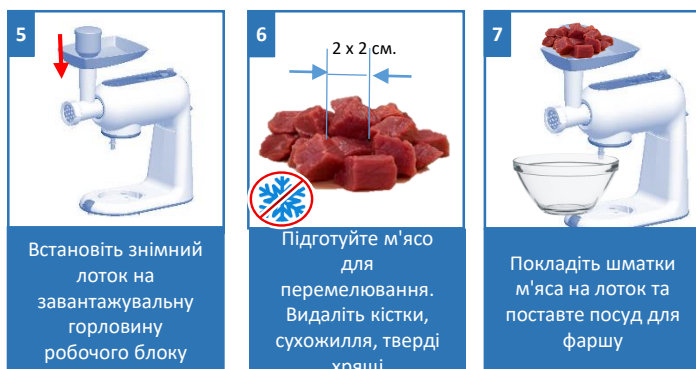 5
Встановіть знімний
лоток на
завантажувальну
горловину
робочого блоку
6
2 x 2 см.
Підготуйте м'ясо
для
перемелювання.
Видаліть кістки,
сухожилля, тверді
хрящі
7
Покладіть шматки
м'яса на лоток та
поставте посуд для
фаршу